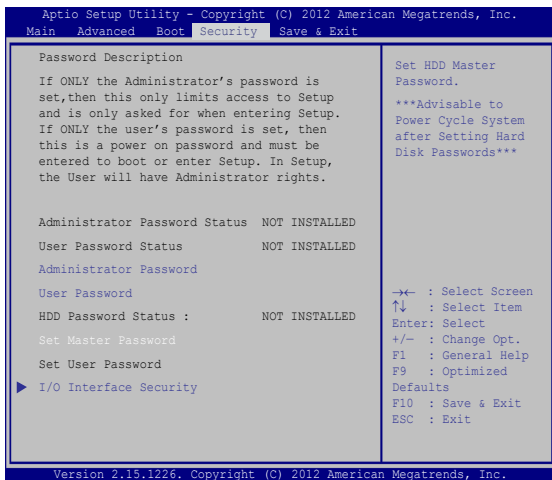 Aptio Setup Utility - Copyright (C) 2012 American Megatrends, Inc.
Main Advanced Boot Security Save & Exit
Password Description
If ONLY the Administrator's password is
set,then this only limits access to Setup
and is only asked for when entering Setup.
If ONLY the user's password is set, then
this is a power on password and must be
entered to boot or enter Setup. In Setup,
the User will have Administrator rights.
Administrator Password Status NOT INSTALLED
User Password Status NOT INSTALLED
Administrator Password
User Password
HDD Password Status : NOT INSTALLED
Set Master Password
Set User Password
I/O Interface Security
Set HDD Master
Password.
***Advisable to
Power Cycle System
after Setting Hard
Disk Passwords***
→← : Select Screen
↑↓ : Select Item
Enter: Select
+/— : Change Opt.
F1 : General Help
F9 : Optimized
Defaults
F10 : Save & Exit
ESC : Exit
Version 2.15.1226. Copyright (C) 2012 American Megatrends, Inc.